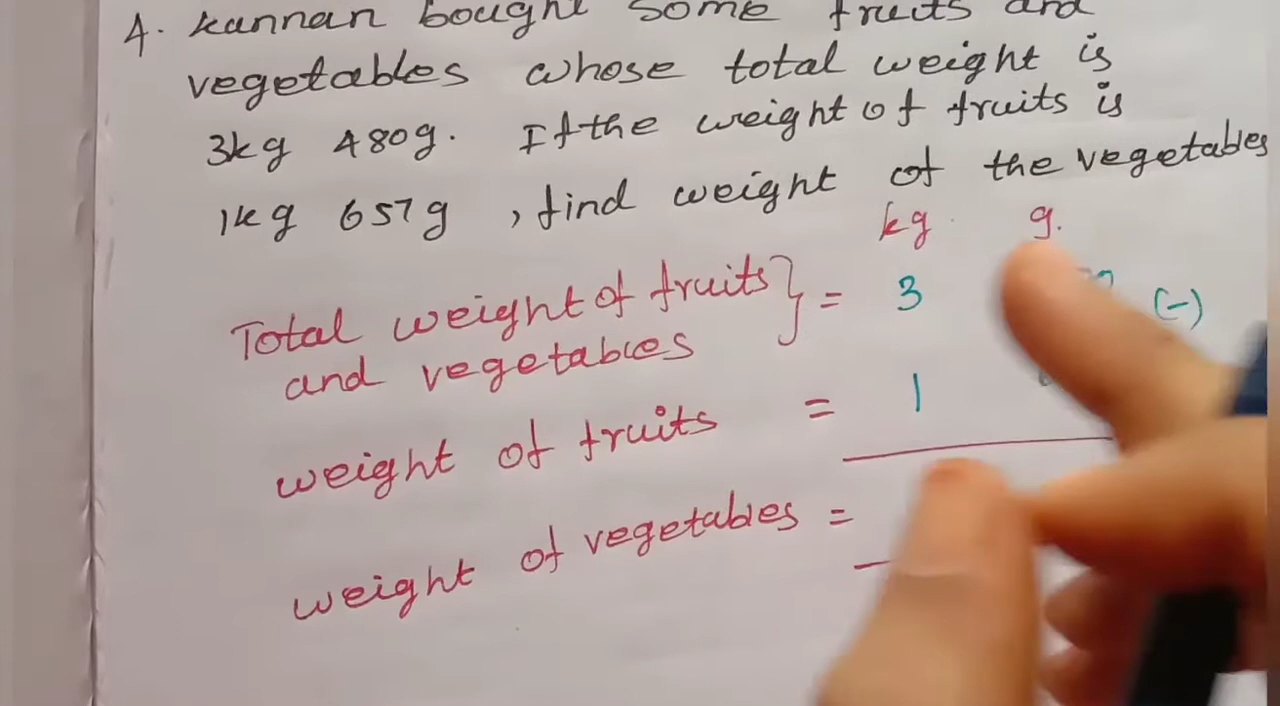 4. kannan bought some fruits and
vegetables whose total weight is
3kg 480g. If the weight of fruits is
1kg 657g , find weight of the vegetables
kg g.
Total weight of fruits } = 3 (-)
and vegetables
weight of fruits = 1
weight of vegetables =